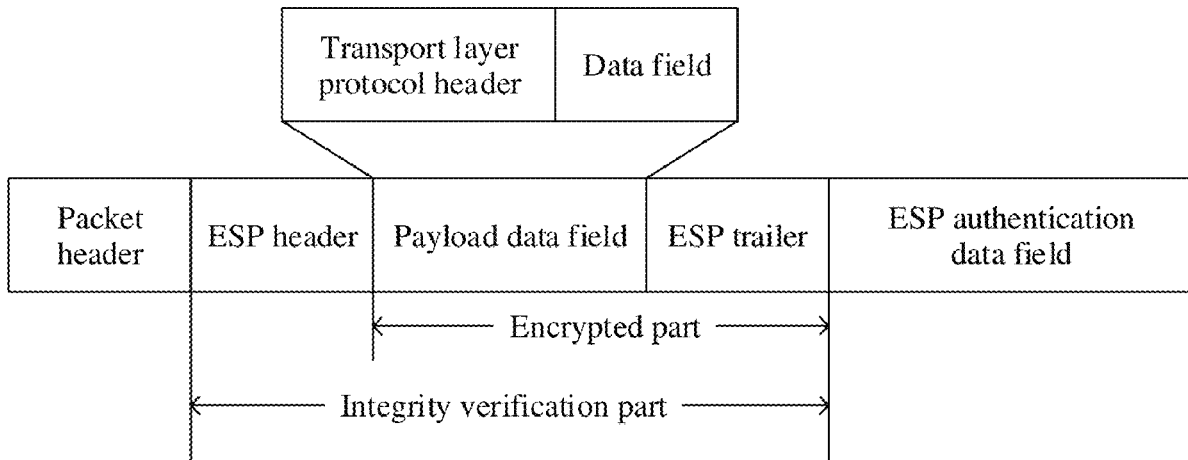 Transport layer
protocol header
Data field
Packet
header
ESP header
Payload data field
ESP trailer
ESP authentication
data field
Encrypted part
Integrity verification part